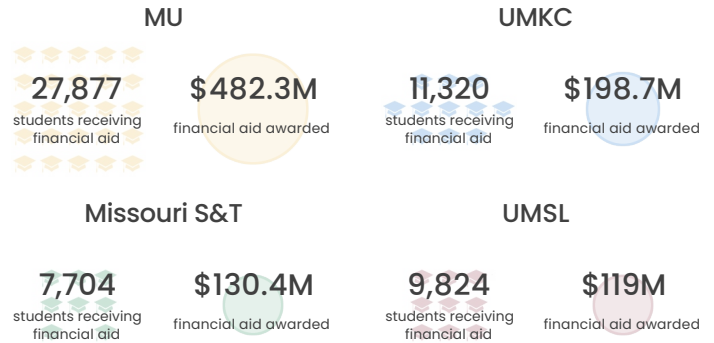 MU
27,877
students receiving
financial aid
$482.3M
financial aid awarded
UMKC
11,320
students receiving
financial aid
$198.7M
financial aid awarded
Missouri S&T
7,704
students receiving
financial aid
$130.4M
financial aid awarded
UMSL
9,824
students receiving
financial aid
$119M
financial aid awarded